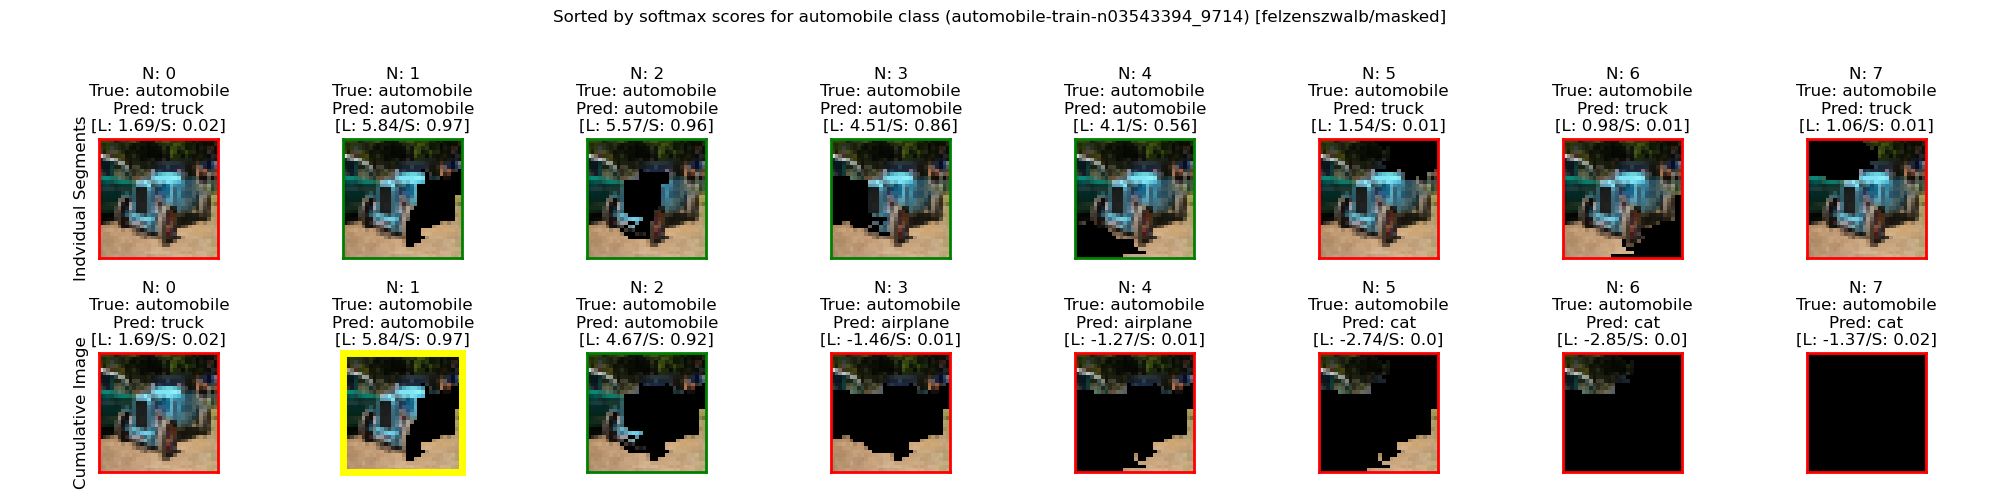 Sorted by softmax scores for automobile class (automobile-train-n03543394_9714) [felzenszwalb/masked]
Indvidual Segments
N: 0
True: automobile
Pred: truck
[L: 1.69/S: 0.02]
N: 1
True: automobile
Pred: automobile
[L: 5.84/S: 0.97]
N: 2
True: automobile
Pred: automobile
[L: 5.57/S: 0.96]
N: 3
True: automobile
Pred: automobile
[L: 4.51/S: 0.86]
N: 4
True: automobile
Pred: automobile
[L: 4.1/S: 0.56]
N: 5
True: automobile
Pred: truck
[L: 1.54/S: 0.01]
N: 6
True: automobile
Pred: truck
[L: 0.98/S: 0.01]
N: 7
True: automobile
Pred: truck
[L: 1.06/S: 0.01]
Cumulative Image
N: 0
True: automobile
Pred: truck
[L: 1.69/S: 0.02]
N: 1
True: automobile
Pred: automobile
[L: 5.84/S: 0.97]
N: 2
True: automobile
Pred: automobile
[L: 4.67/S: 0.92]
N: 3
True: automobile
Pred: airplane
[L: -1.46/S: 0.01]
N: 4
True: automobile
Pred: airplane
[L: -1.27/S: 0.01]
N: 5
True: automobile
Pred: cat
[L: -2.74/S: 0.0]
N: 6
True: automobile
Pred: cat
[L: -2.85/S: 0.0]
N: 7
True: automobile
Pred: cat
[L: -1.37/S: 0.02]